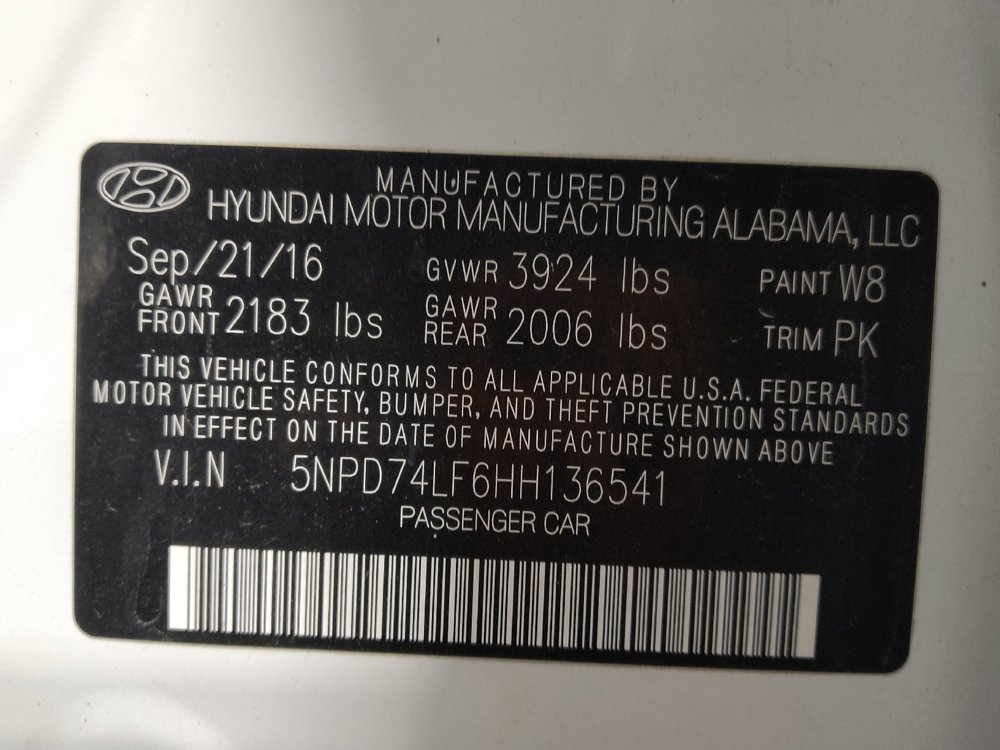 MANUFACTURED BY
HYUNDAI MOTOR MANUFACTURING ALABAMA, LLC
Sep/21/16 GVWR 3924 lbs PAINT W8
GAWR FRONT 2183 lbs GAWR REAR 2006 lbs TRIM PK
THIS VEHICLE CONFORMS TO ALL APPLICABLE U.S.A. FEDERAL
MOTOR VEHICLE SAFETY, BUMPER, AND THEFT PREVENTION STANDARDS
IN EFFECT ON THE DATE OF MANUFACTURE SHOWN ABOVE
V.I.N 5NPD74LF6HH136541
PASSENGER CAR